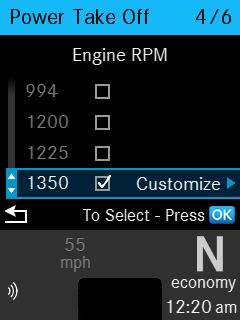 Power Take Off 4/6
Engine RPM
994
1200
1225
1350 Customize
To Select - Press OK
55
mph
N
economy
12:20 am